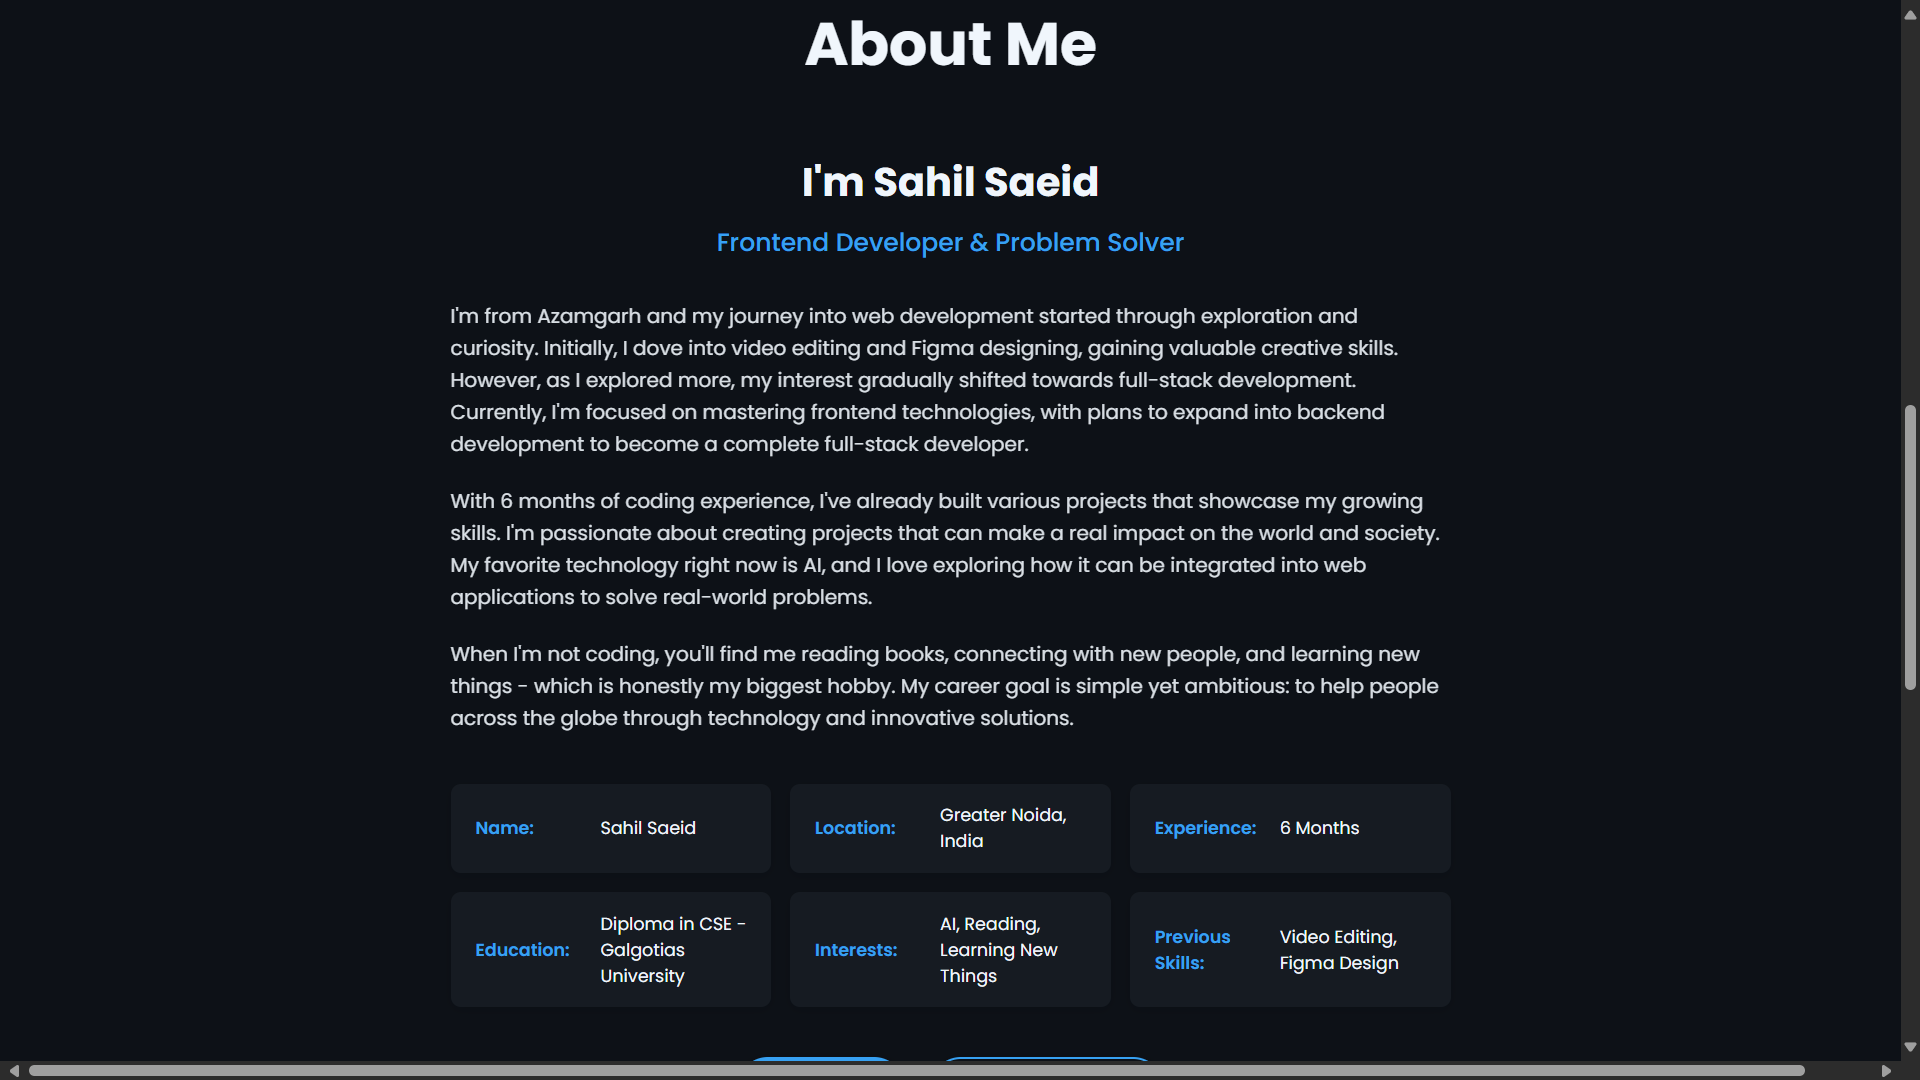 About Me
I'm Sahil Saeid
Frontend Developer & Problem Solver
I'm from Azamgarh and my journey into web development started through exploration and
curiosity. Initially, I dove into video editing and Figma designing, gaining valuable creative skills.
However, as I explored more, my interest gradually shifted towards full-stack development.
Currently, I'm focused on mastering frontend technologies, with plans to expand into backend
development to become a complete full-stack developer.
With 6 months of coding experience, I've already built various projects that showcase my growing
skills. I'm passionate about creating projects that can make a real impact on the world and society.
My favorite technology right now is AI, and I love exploring how it can be integrated into web
applications to solve real-world problems.
When I'm not coding, you'll find me reading books, connecting with new people, and learning new
things - which is honestly my biggest hobby. My career goal is simple yet ambitious: to help people
across the globe through technology and innovative solutions.
Name:
Sahil Saeid
Location:
Greater Noida,
India
Experience:
6 Months
Education:
Diploma in CSE -
Galgotias
University
Interests:
AI, Reading,
Learning New
Things
Previous
Skills:
Video Editing,
Figma Design